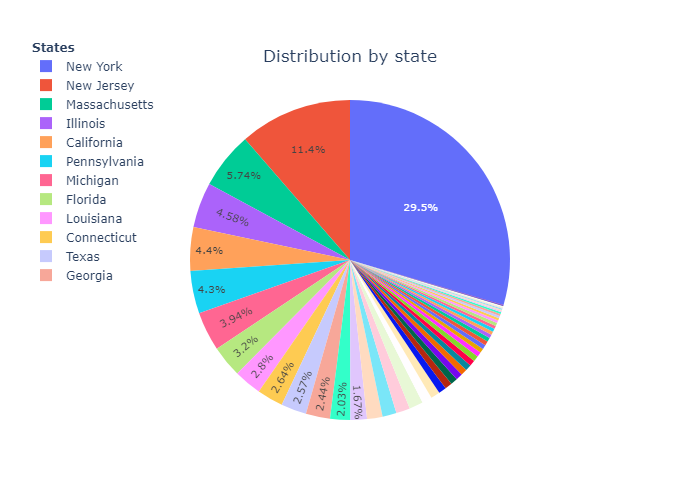 Distribution by state
States
New York
New Jersey
Massachusetts
Illinois
California
Pennsylvania
Michigan
Florida
Louisiana
Connecticut
Texas
Georgia
29.5%
11.4%
5.74%
4.58%
4.4%
4.3%
3.94%
3.2%
2.8%
2.64%
2.57%
2.44%
2.03%
1.67%